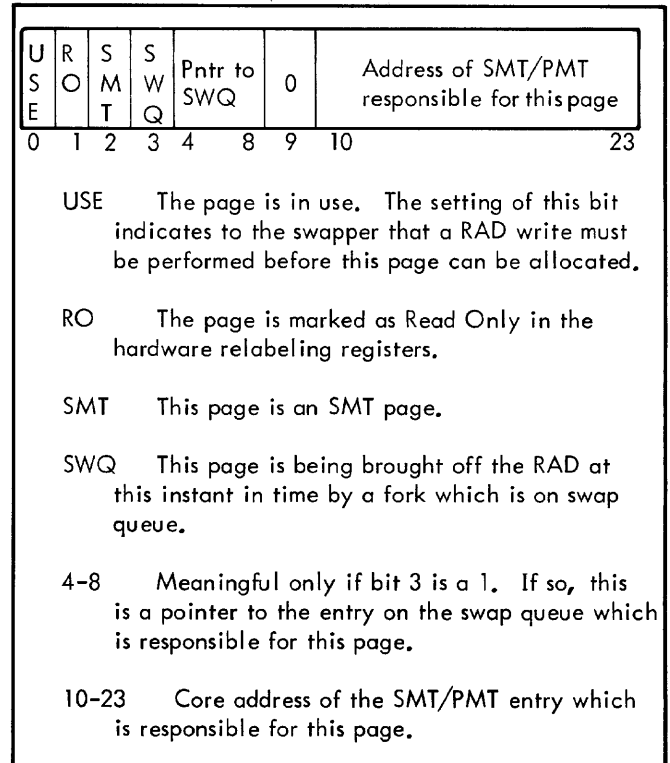 USE RO SMT SWQ Pntr to SWQ 0 Address of SMT/PMT responsible for this page
0 1 2 3 4 8 9 10 23
USE The page is in use. The setting of this bit
indicates to the swapper that a RAD write must
be performed before this page can be allocated.
RO The page is marked as Read Only in the
hardware relabeling registers.
SMT This page is an SMT page.
SWQ This page is being brought off the RAD at
this instant in time by a fork which is on swap
queue.
4-8 Meaningful only if bit 3 is a 1. If so, this
is a pointer to the entry on the swap queue which
is responsible for this page.
10-23 Core address of the SMT/PMT entry which
is responsible for this page.